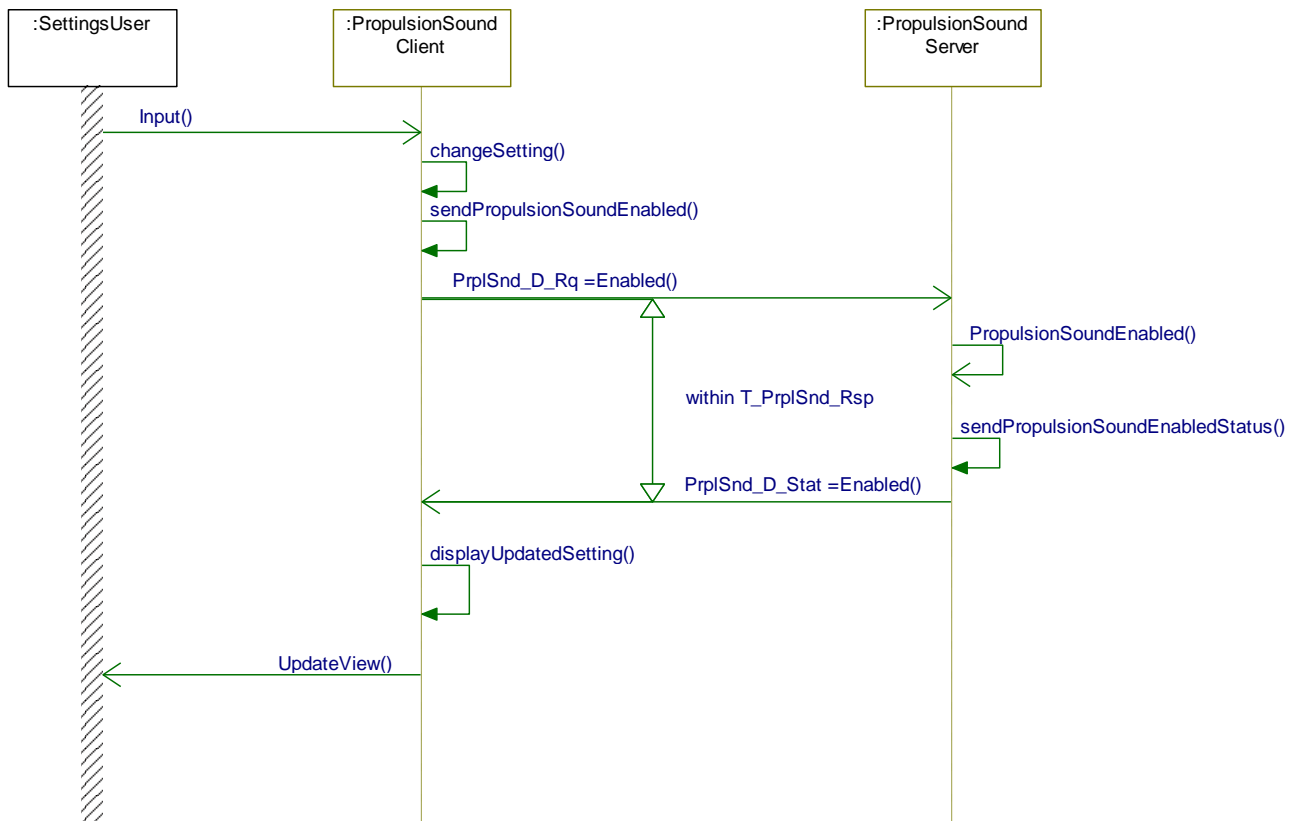 :SettingsUser
:PropulsionSound
Client
:PropulsionSound
Server
Input()
changeSetting()
sendPropulsionSoundEnabled()
PrplSnd_D_Rq =Enabled()
PropulsionSoundEnabled()
within T_PrplSnd_Rsp
sendPropulsionSoundEnabledStatus()
PrplSnd_D_Stat =Enabled()
displayUpdatedSetting()
UpdateView()